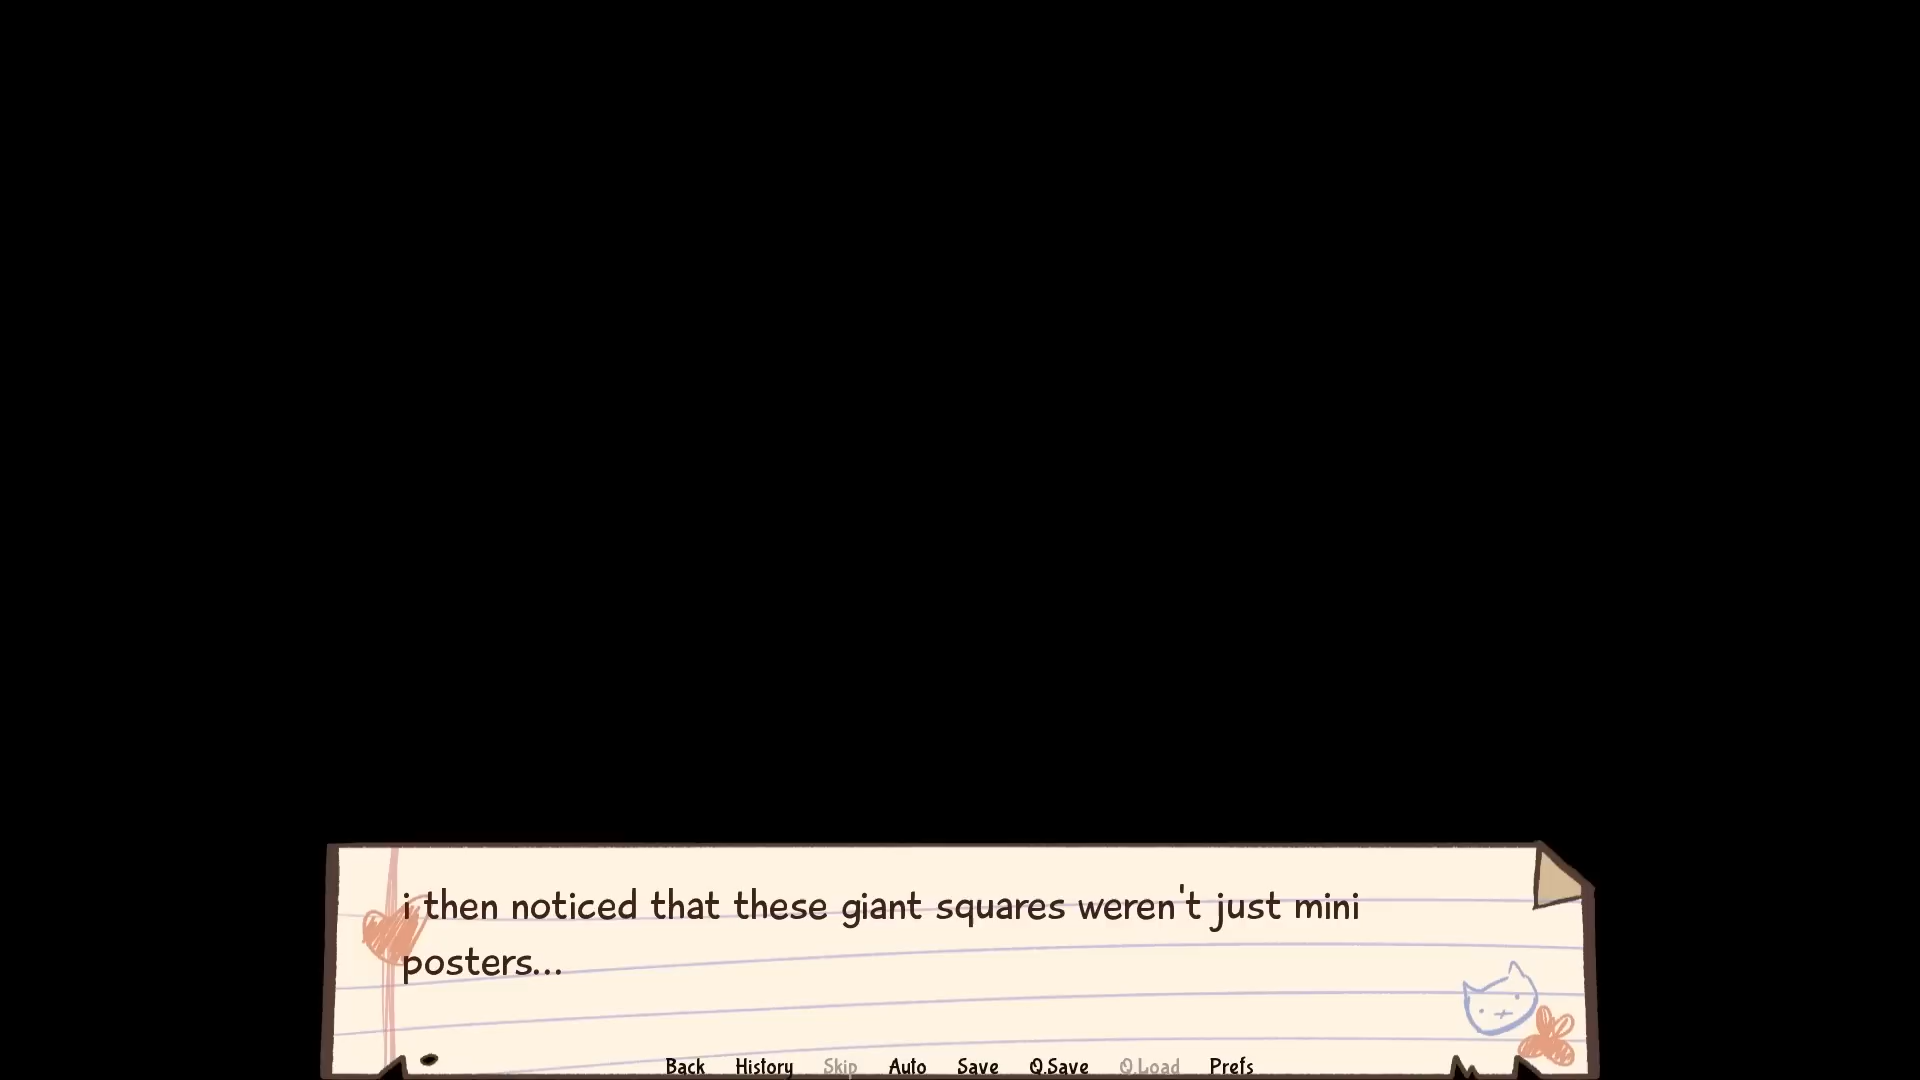 i then noticed that these giant squares weren't just mini
posters...
Back History Skip Auto Save Q.Save Q.Load Prefs